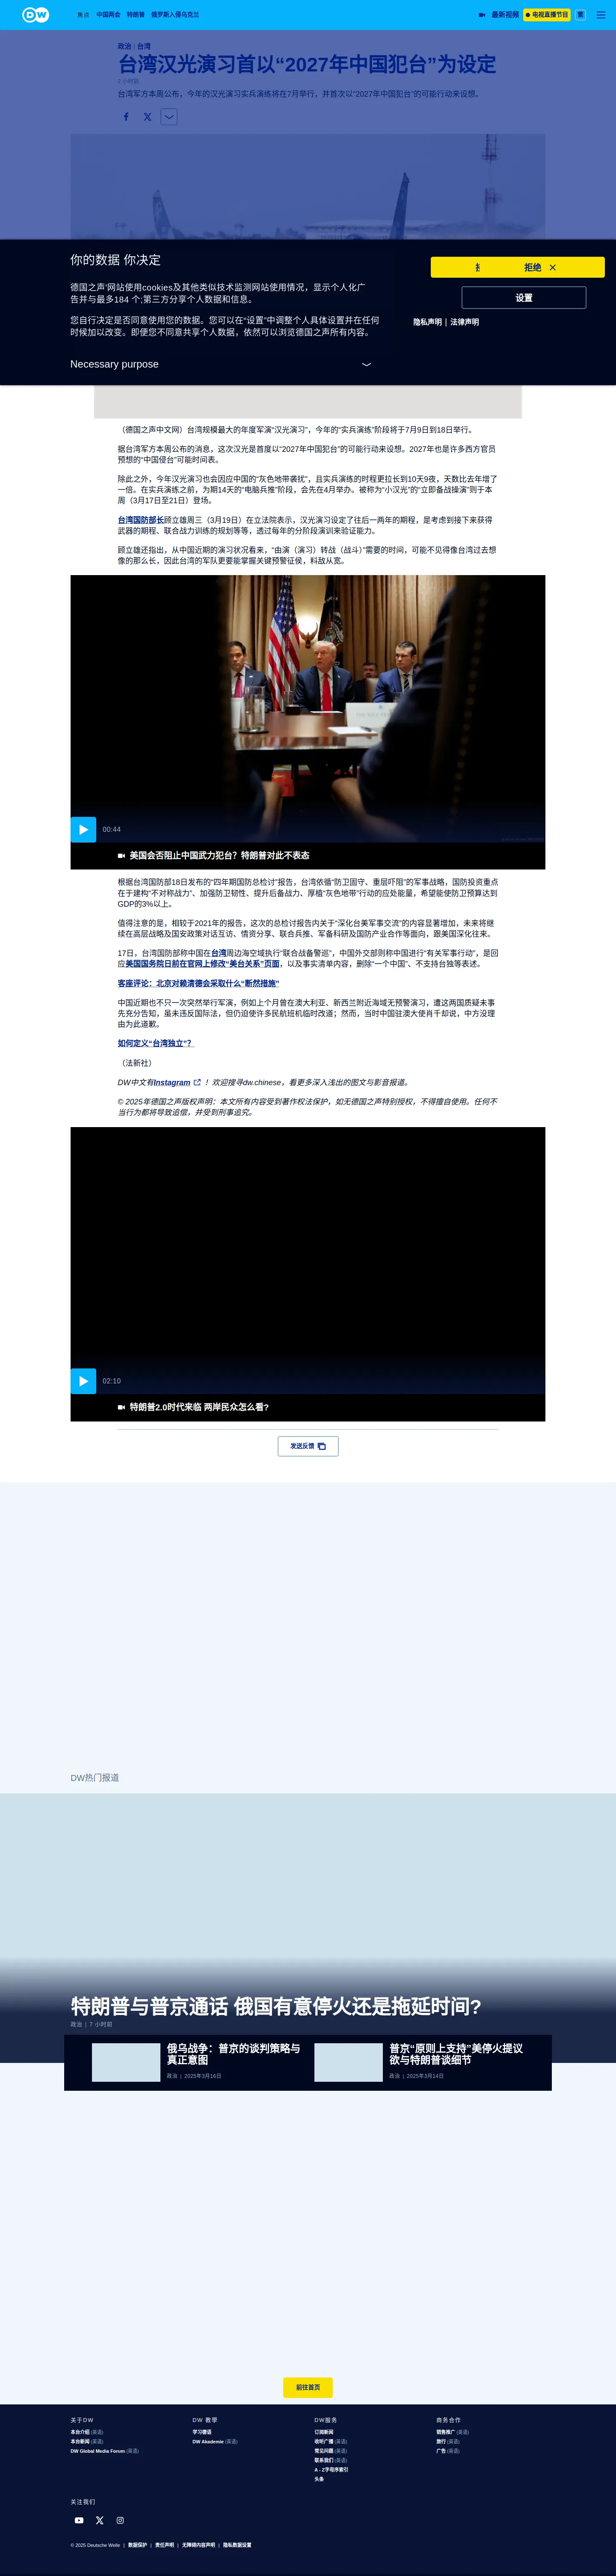 DW
焦点 中国两会 特朗普 俄罗斯入侵乌克兰 最新视频 电视直播节目 繁
政治 | 台湾
台湾汉光演习首以“2027年中国犯台”为设定
2 小时前
台湾军方本周公布，今年的汉光演习实兵演练将在7月举行，并首次以“2027年中国犯台”的可能行动来设想。
你的数据 你决定
德国之声'网站使用cookies及其他类似技术监测网站使用情况，显示个人化广
告并与最多184 个;第三方分享个人数据和信息。
您自行决定是否同意使用您的数据。您可以在“设置”中调整个人具体设置并在任何
时候加以改变。即便您不同意共享个人数据，依然可以浏览德国之声所有内容。
Necessary purpose
拒绝
设置
隐私声明 | 法律声明
（德国之声中文网）台湾规模最大的年度军演“汉光演习”，今年的“实兵演练”阶段将于7月9日到18日举行。
据台湾军方本周公布的消息，这次汉光是首度以“2027年中国犯台”的可能行动来设想。2027年也是许多西方官员
预想的“中国侵台”可能时间表。
除此之外，今年汉光演习也会因应中国的“灰色地带袭扰”，且实兵演练的时程更拉长到10天9夜，天数比去年增了
一倍。在实兵演练之前，为期14天的“电脑兵推”阶段，会先在4月举办。被称为“小汉光”的“立即备战操演”则于本
周（3月17日至21日）登场。
台湾国防部长顾立雄周三（3月19日）在立法院表示，汉光演习设定了往后一两年的期程，是考虑到接下来获得
武器的期程、联合战力训练的规划等等，透过每年的分阶段演训来验证能力。
顾立雄还指出，从中国近期的演习状况看来，“由演（演习）转战（战斗）”需要的时间，可能不见得像台湾过去想
像的那么长，因此台湾的军队更要能掌握关键预警征侯，料敌从宽。
00:44
美国会否阻止中国武力犯台？特朗普对此不表态
根据台湾国防部18日发布的“四年期国防总检讨”报告，台湾依循“防卫固守、重层吓阻”的军事战略，国防投资重点
在于建构“不对称战力”、加强防卫韧性、提升后备战力、厚植“灰色地带”行动的应处能量，希望能使防卫预算达到
GDP的3%以上。
值得注意的是，相较于2021年的报告，这次的总检讨报告内关于“深化台美军事交流”的内容显著增加，未来将继
续在高层战略及国安政策对话互访、情资分享、联合兵推、军备科研及国防产业合作等面向，跟美国深化往来。
17日，台湾国防部称中国在台湾周边海空域执行“联合战备警巡”，中国外交部则称中国进行“有关军事行动”，是回
应美国国务院日前在官网上修改“美台关系”页面，以及事实清单内容，删除“一个中国”、不支持台独等表述。
客座评论：北京对赖清德会采取什么“断然措施”
中国近期也不只一次突然举行军演，例如上个月曾在澳大利亚、新西兰附近海域无预警演习，遭这两国质疑未事
先充分告知，虽未违反国际法，但仍迫使许多民航班机临时改道；然而，当时中国驻澳大使肖千却说，中方没理
由为此道歉。
如何定义“台湾独立”？
（法新社）
DW中文有Instagram ！欢迎搜寻dw.chinese，看更多深入浅出的图文与影音报道。
© 2025年德国之声版权声明：本文所有内容受到著作权法保护，如无德国之声特别授权，不得擅自使用。任何不
当行为都将导致追偿，并受到刑事追究。
02:10
特朗普2.0时代来临 两岸民众怎么看？
发送反馈
DW热门报道
特朗普与普京通话 俄国有意停火还是拖延时间?
政治 | 7 小时前
俄乌战争：普京的谈判策略与
真正意图
政治 | 2025年3月16日
普京“原则上支持”美停火提议
欲与特朗普谈细节
政治 | 2025年3月14日
前往首页
关于DW
本台介绍 (英语)
本台新闻 (英语)
DW Global Media Forum (英语)
DW 教學
学习德语
DW Akademie (英语)
DW服务
订阅新闻
收听广播 (英语)
常见问题 (英语)
联系我们 (英语)
A - Z字母序索引
头条
商务合作
销售推广 (英语)
旅行 (英语)
广告 (英语)
关注我们
© 2025 Deutsche Welle | 数据保护 | 责任声明 | 无障碍内容声明 | 隐私数据设置